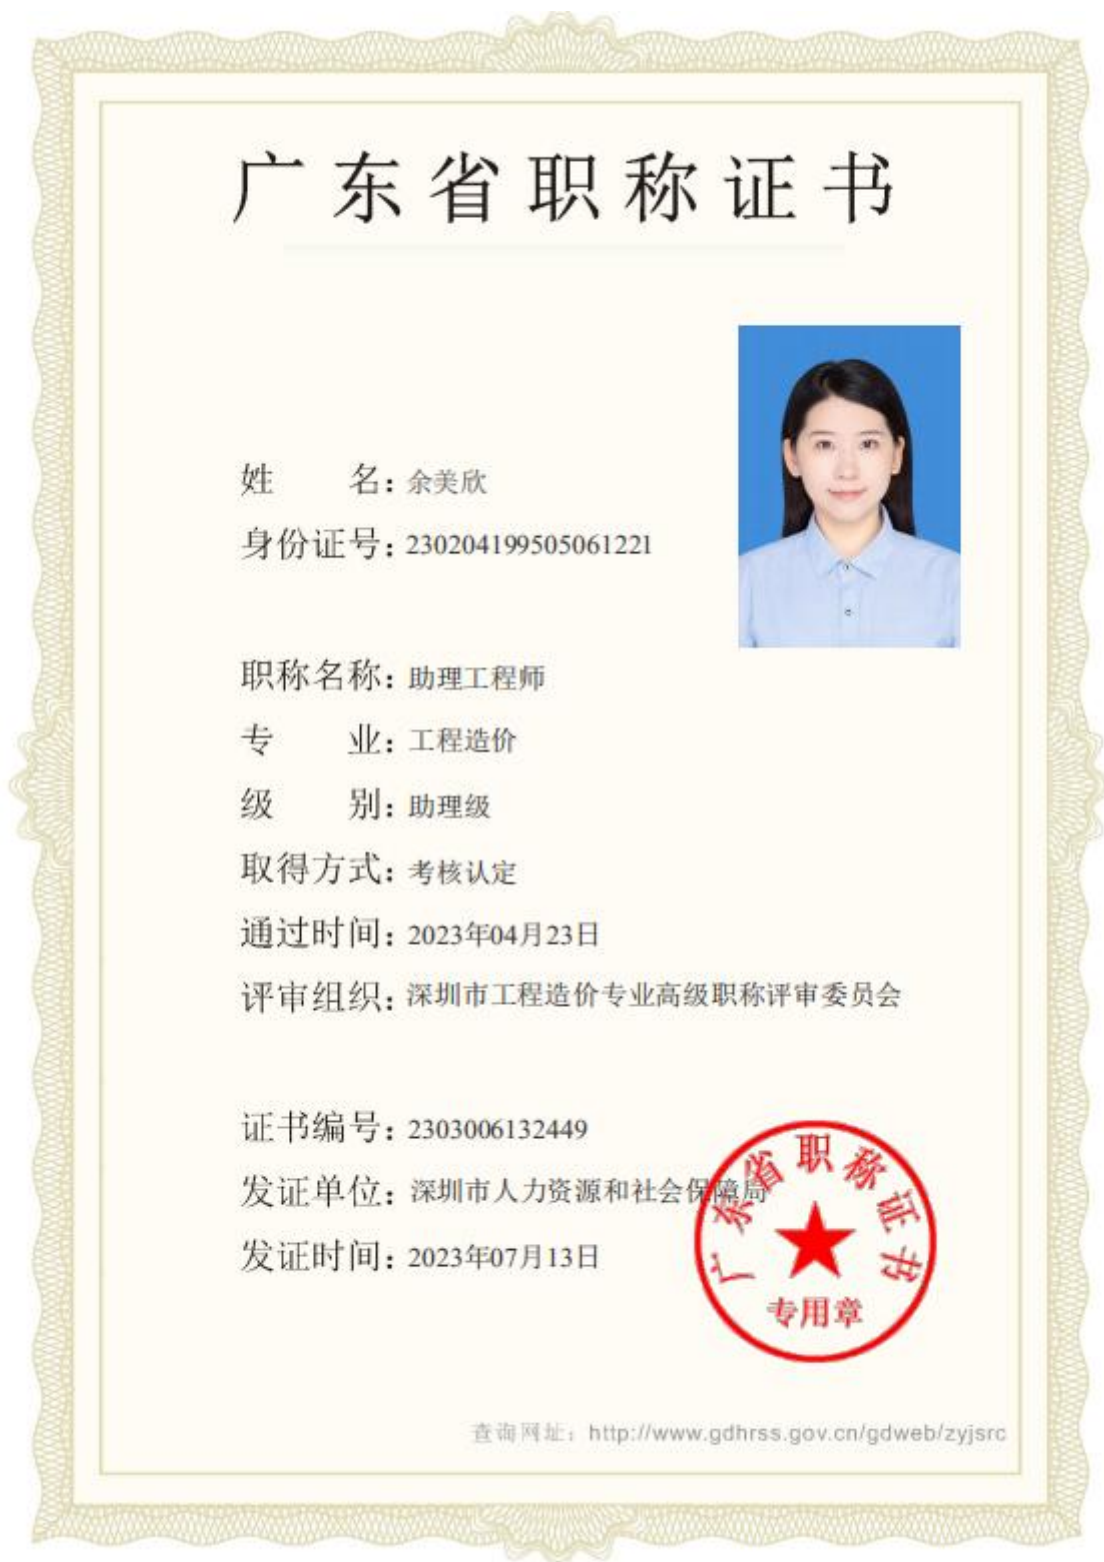 广东省职称证书
姓名：余美欣
身份证号：230204199505061221
职称名称：助理工程师
专业：工程造价
级别：助理级
取得方式：考核认定
通过时间：2023年04月23日
评审组织：深圳市工程造价专业高级职称评审委员会
证书编号：2303006132449
发证单位：深圳市人力资源和社会保障局
发证时间：2023年07月13日
广东省职称证书
专用章
查询网址：http://www.gdhrss.gov.cn/gdweb/zyjsrc